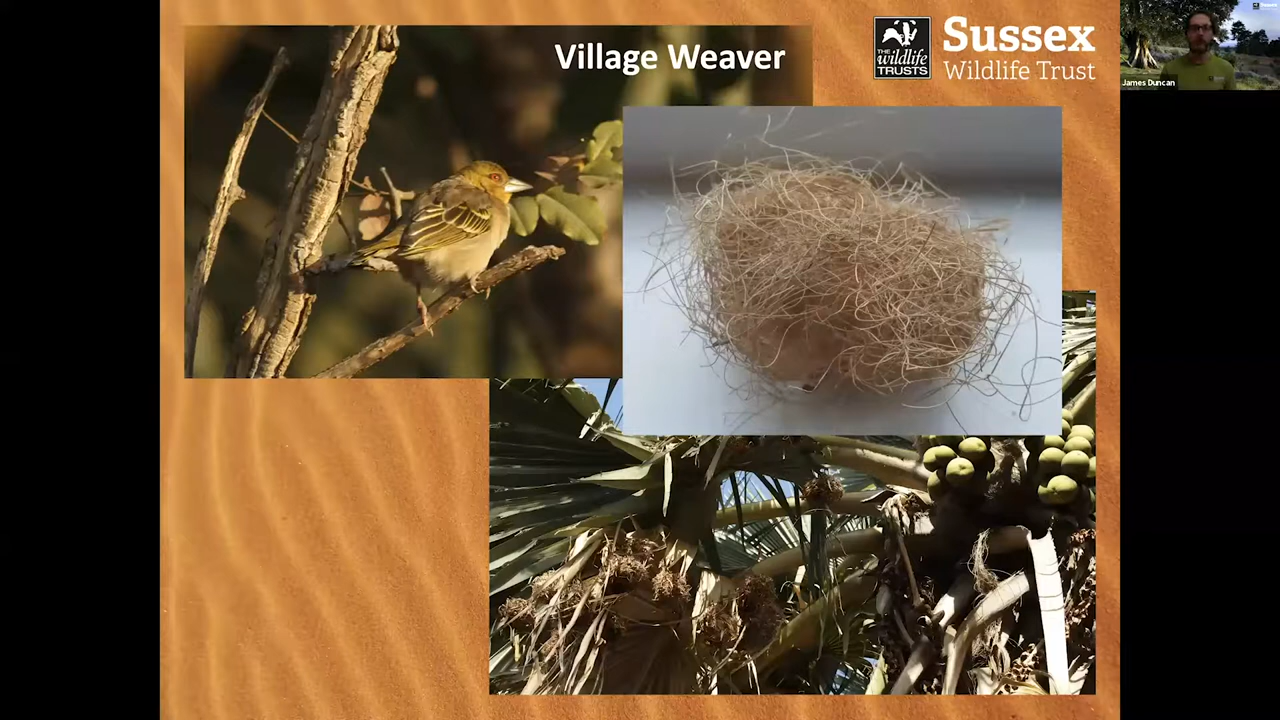 Village Weaver
THE
wildlife
TRUSTS
Sussex
Wildlife Trust
James Duncan